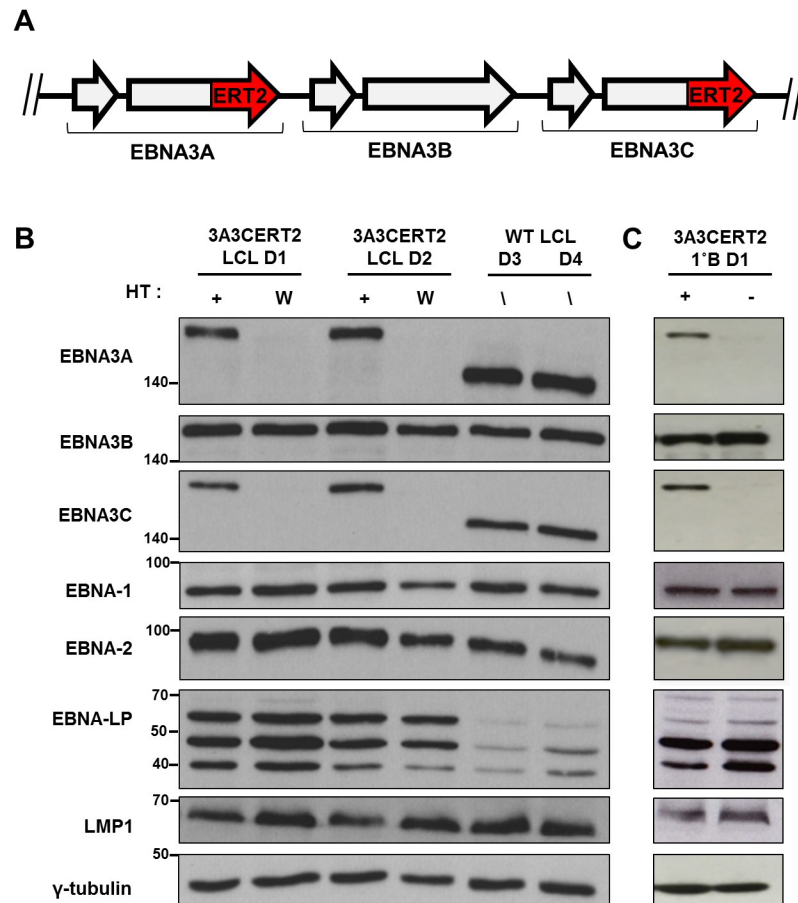 A
ERT2
ERT2
EBNA3A
EBNA3B
EBNA3C
B
3A3CERT2
LCL D1
3A3CERT2
LCL D2
WT LCL
D3 D4
C
3A3CERT2
1°B D1
HT : + W + W \ \ + -
EBNA3A
140
EBNA3B
140
EBNA3C
140
100
EBNA-1
100
EBNA-2
70
EBNA-LP
50
40
70
LMP1
50
γ-tubulin